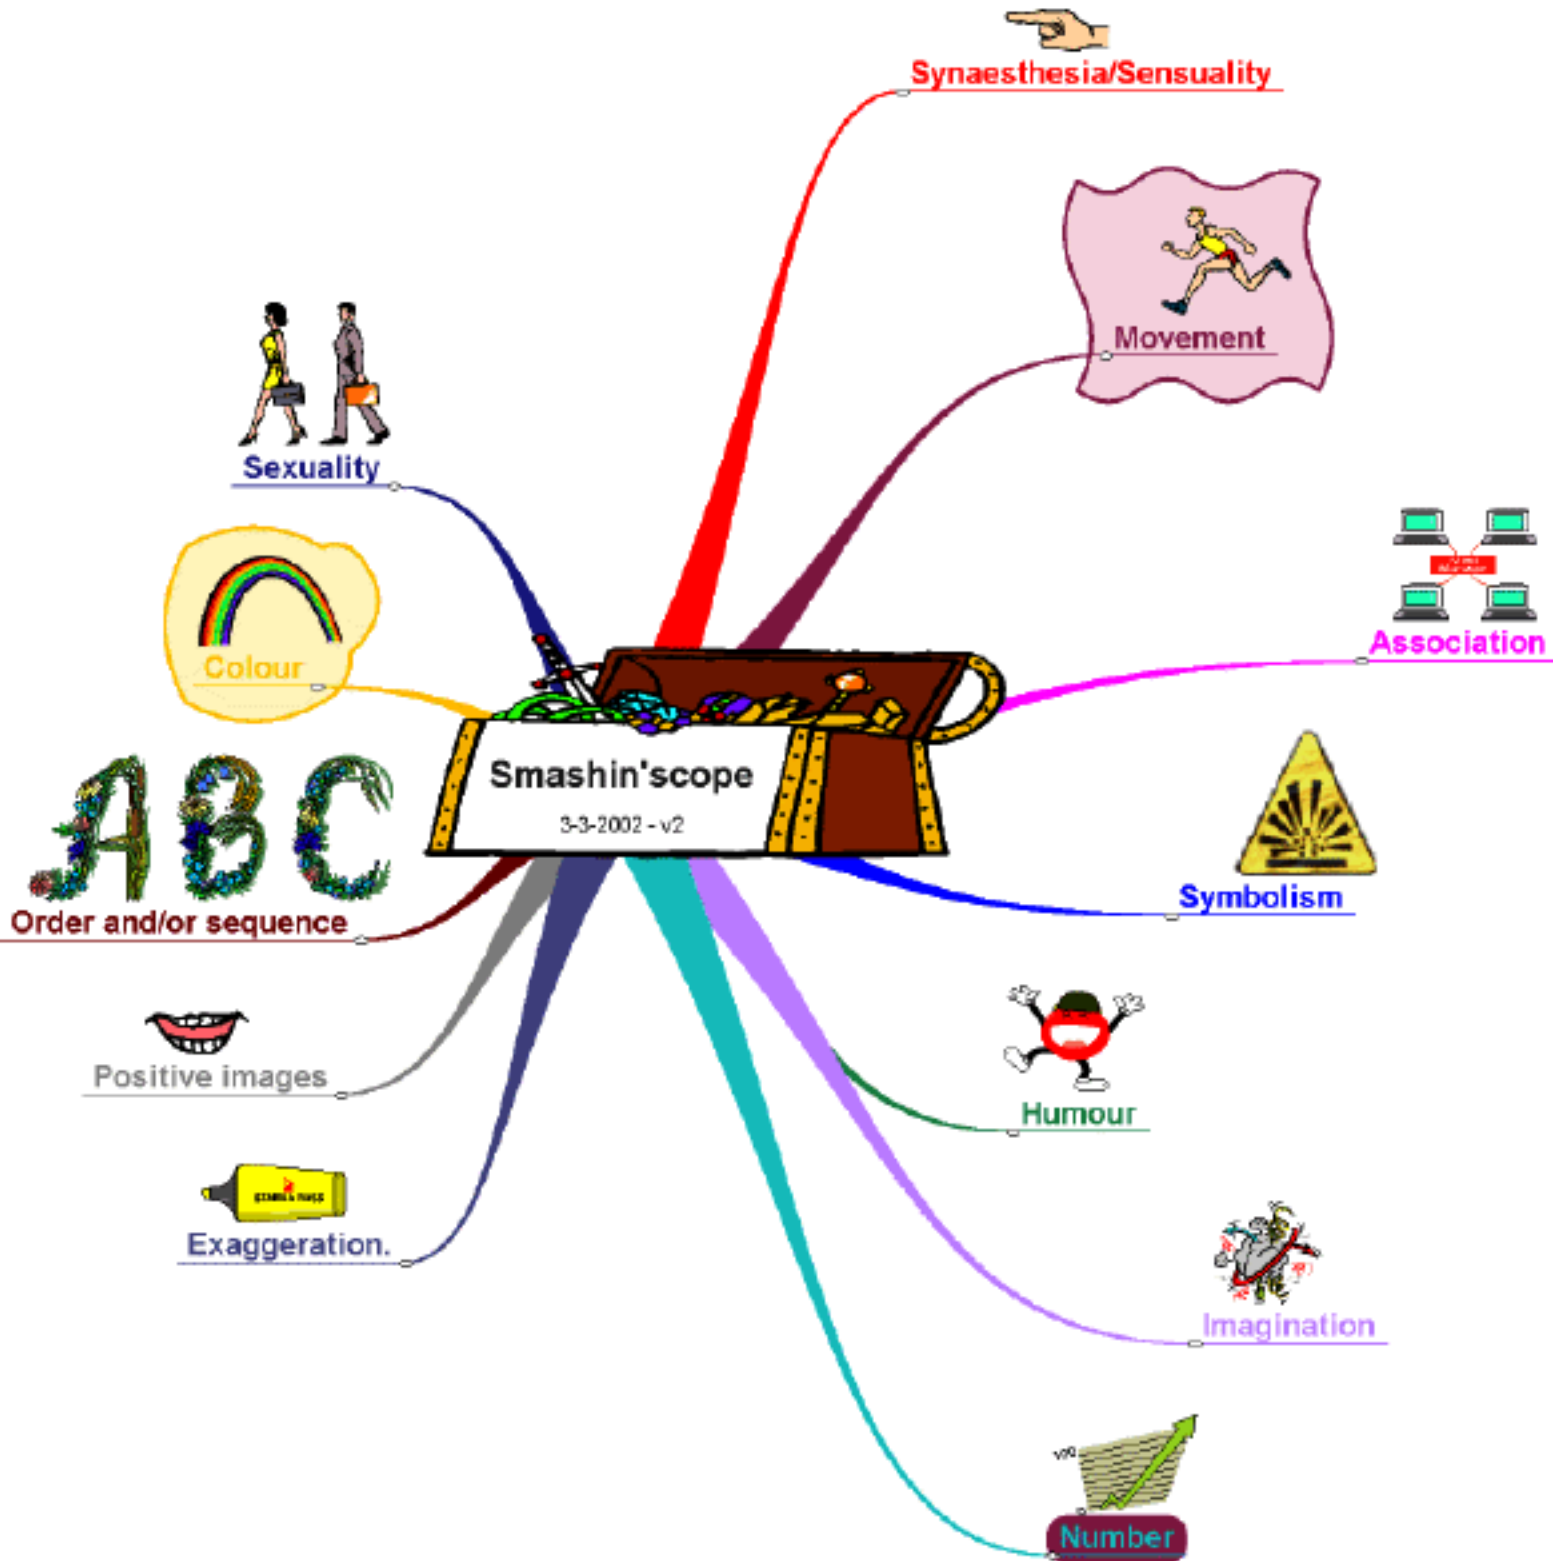 Synaesthesia/Sensuality
Movement
Association
Symbolism
Humour
Imagination
Number
Smashin'scope
3-3-2002 - v2
Sexuality
Colour
ABC
Order and/or sequence
Positive images
Exaggeration.